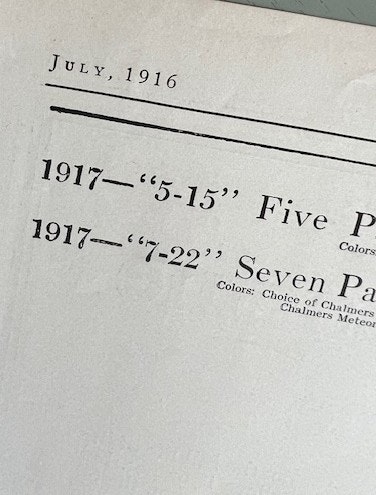 July, 1916
1917—"5-15" Five P
Colors
1917—"7-22" Seven Pa
Colors: Choice of Chalmers
Chalmers Meteor